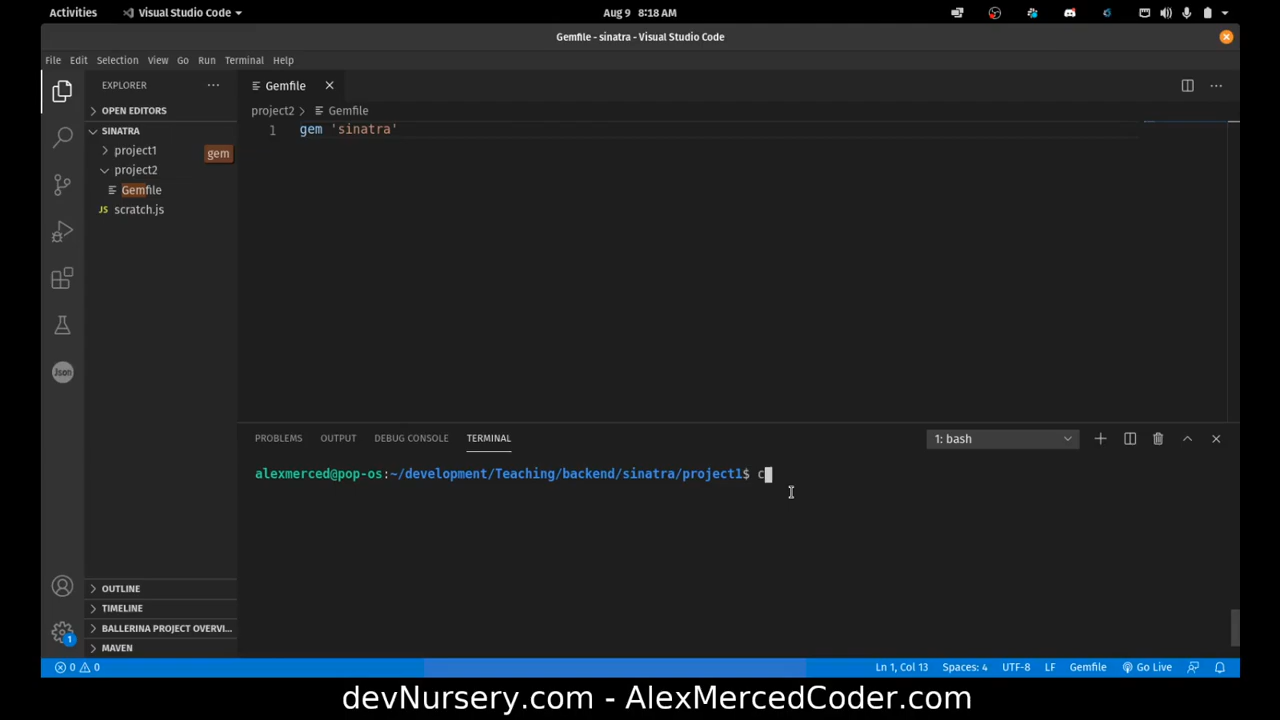 Activities
Visual Studio Code
Aug 9 8:18 AM
Gemfile - sinatra - Visual Studio Code
File Edit Selection View Go Run Terminal Help
EXPLORER
Gemfile
OPEN EDITORS
project2 > Gemfile
SINATRA
1 gem 'sinatra'
project1
gem
project2
Gemfile
JS scratch.js
Json
PROBLEMS OUTPUT DEBUG CONSOLE TERMINAL
1: bash
alexmerced@pop-os:~/development/Teaching/backend/sinatra/project1$ c
OUTLINE
TIMELINE
BALLERINA PROJECT OVERVI...
MAVEN
1
0 0
Ln 1, Col 13 Spaces: 4 UTF-8 LF Gemfile Go Live
devNursery.com - AlexMercedCoder.com